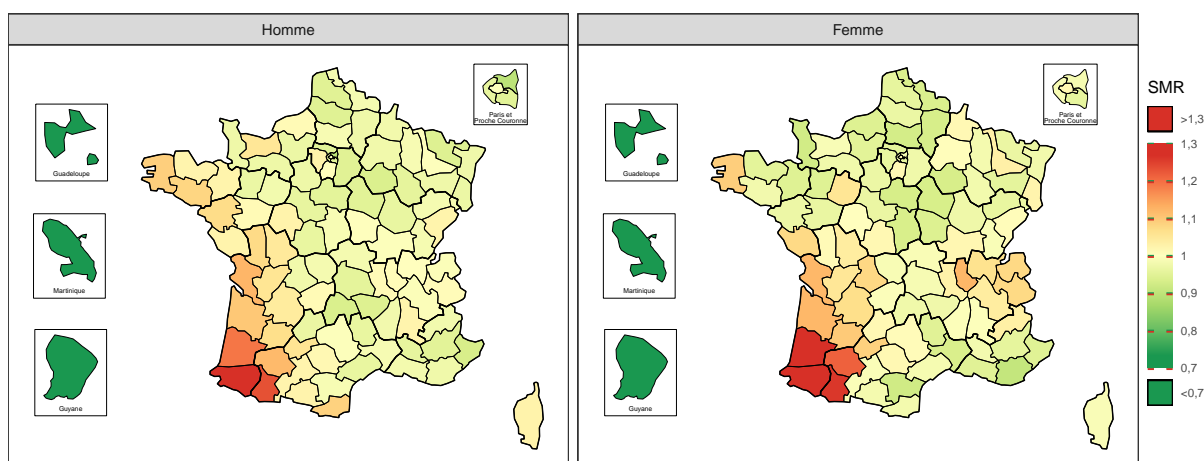 Homme
Femme
Paris et
Proche Couronne
Guadeloupe
Martinique
Guyane
Paris et
Proche Couronne
Guadeloupe
Martinique
Guyane
SMR
>1,3
1,3
1,2
1,1
1
0,9
0,8
0,7
<0,7